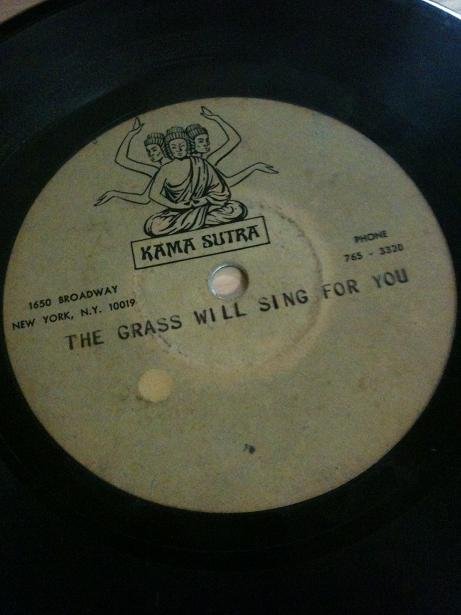 KAMA SUTRA
1650 BROADWAY
NEW YORK, N.Y. 10019
PHONE
765 - 3320
THE GRASS WILL SING FOR YOU